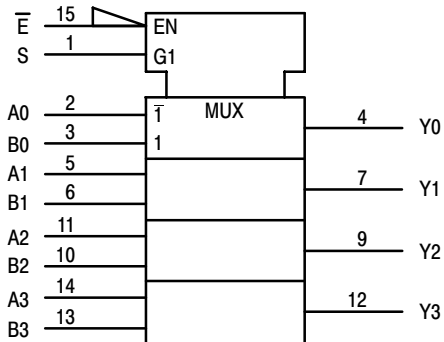 E̅ 15 EN
S 1 G1
MUX
A0 2 1̅ 4 Y0
B0 3 1
A1 5 7 Y1
B1 6
A2 11 9 Y2
B2 10
A3 14 12 Y3
B3 13